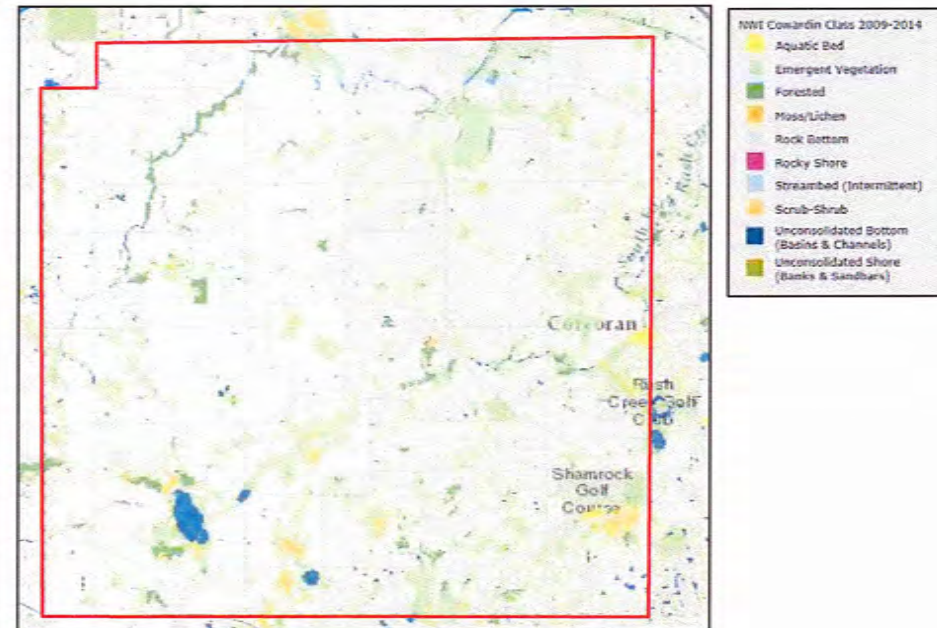 NWI Cowardin Class 2009-2014
Aquatic Bed
Emergent Vegetation
Forested
Moss/Lichen
Rock Bottom
Rocky Shore
Streambed (Intermittent)
Scrub-Shrub
Unconsolidated Bottom
(Basins & Channels)
Unconsolidated Shore
(Banks & Sandbars)
Rush
Corcoran
Rush
Creek Golf
Club
Shamrock
Golf
Course